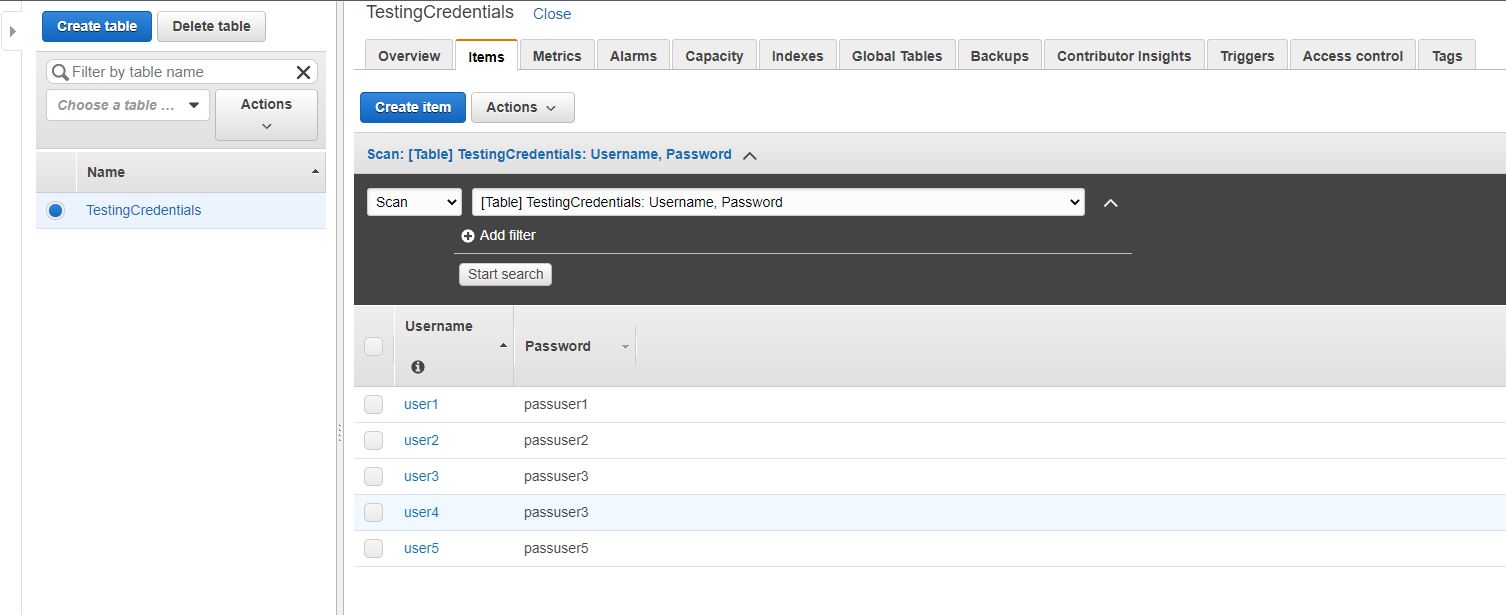 Create table
Delete table
Filter by table name
Choose a table ...
Actions
Name
TestingCredentials
TestingCredentials Close
Overview Items Metrics Alarms Capacity Indexes Global Tables Backups Contributor Insights Triggers Access control Tags
Create item Actions
Scan: [Table] TestingCredentials: Username, Password
Scan [Table] TestingCredentials: Username, Password
Add filter
Start search
Username Password
user1 passuser1
user2 passuser2
user3 passuser3
user4 passuser3
user5 passuser5